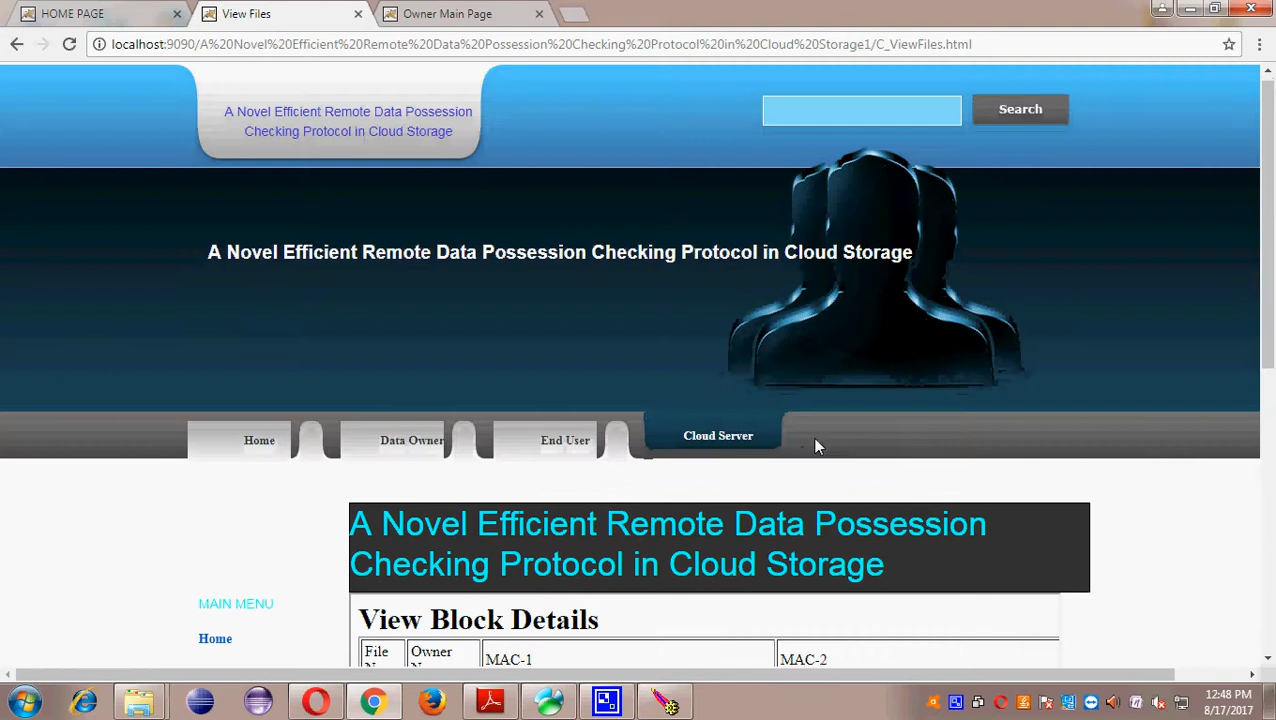 HOME PAGE
View Files
Owner Main Page
localhost:9090/A%20Novel%20Efficient%20Remote%20Data%20Possession%20Checking%20Protocol%20in%20Cloud%20Storage1/C_ViewFiles.html
A Novel Efficient Remote Data Possession
Checking Protocol in Cloud Storage
Search
A Novel Efficient Remote Data Possession Checking Protocol in Cloud Storage
Home
Data Owner
End User
Cloud Server
A Novel Efficient Remote Data Possession
Checking Protocol in Cloud Storage
MAIN MENU
Home
View Block Details
File
Owner
MAC-1
MAC-2
12:48 PM
8/17/2017